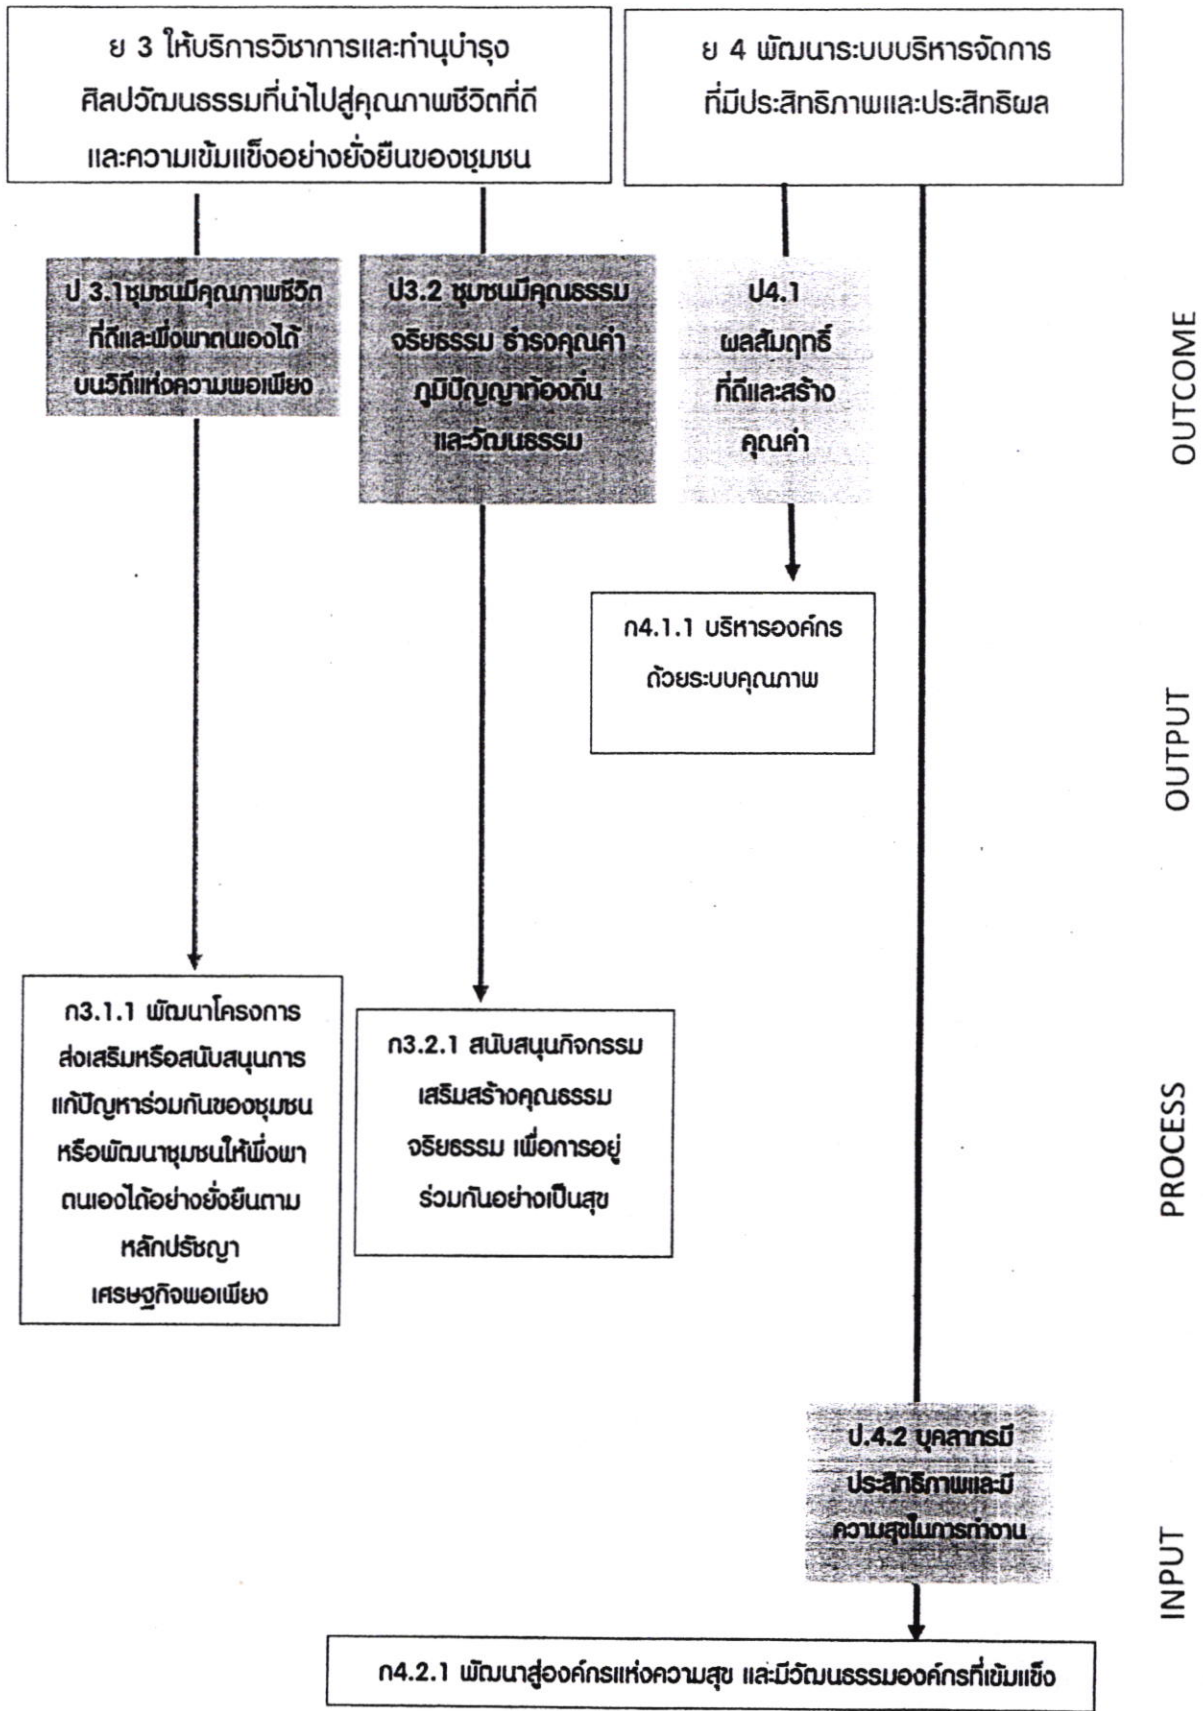 ย 3 ให้บริการวิชาการและทำนุบำรุง
ศิลปวัฒนธรรมที่นำไปสู่คุณภาพชีวิตที่ดี
และความเข้มแข็งอย่างยั่งยืนของชุมชน
ย 4 พัฒนาระบบบริหารจัดการ
ที่มีประสิทธิภาพและประสิทธิผล
ป 3.1ชุมชนมีคุณภาพชีวิต
ที่ดีและพึ่งพาตนเองได้
บนวิถีแห่งความพอเพียง
ป3.2 ชุมชนมีคุณธรรม
จริยธรรม ธำรงคุณค่า
ภูมิปัญญาท้องถิ่น
และวัฒนธรรม
ป4.1
ผลสัมฤทธิ์
ที่ดีและสร้าง
คุณค่า
OUTCOME
ก4.1.1 บริหารองค์กร
ด้วยระบบคุณภาพ
OUTPUT
ก3.1.1 พัฒนาโครงการ
ส่งเสริมหรือสนับสนุนการ
แก้ปัญหาร่วมกันของชุมชน
หรือพัฒนาชุมชนให้พึ่งพา
ตนเองได้อย่างยั่งยืนตาม
หลักปรัชญา
เศรษฐกิจพอเพียง
ก3.2.1 สนับสนุนกิจกรรม
เสริมสร้างคุณธรรม
จริยธรรม เพื่อการอยู่
ร่วมกันอย่างเป็นสุข
PROCESS
ป.4.2 บุคลากรมี
ประสิทธิภาพและมี
ความสุขในการทำงาน
INPUT
ก4.2.1 พัฒนาสู่องค์กรแห่งความสุข และมีวัฒนธรรมองค์กรที่เข้มแข็ง